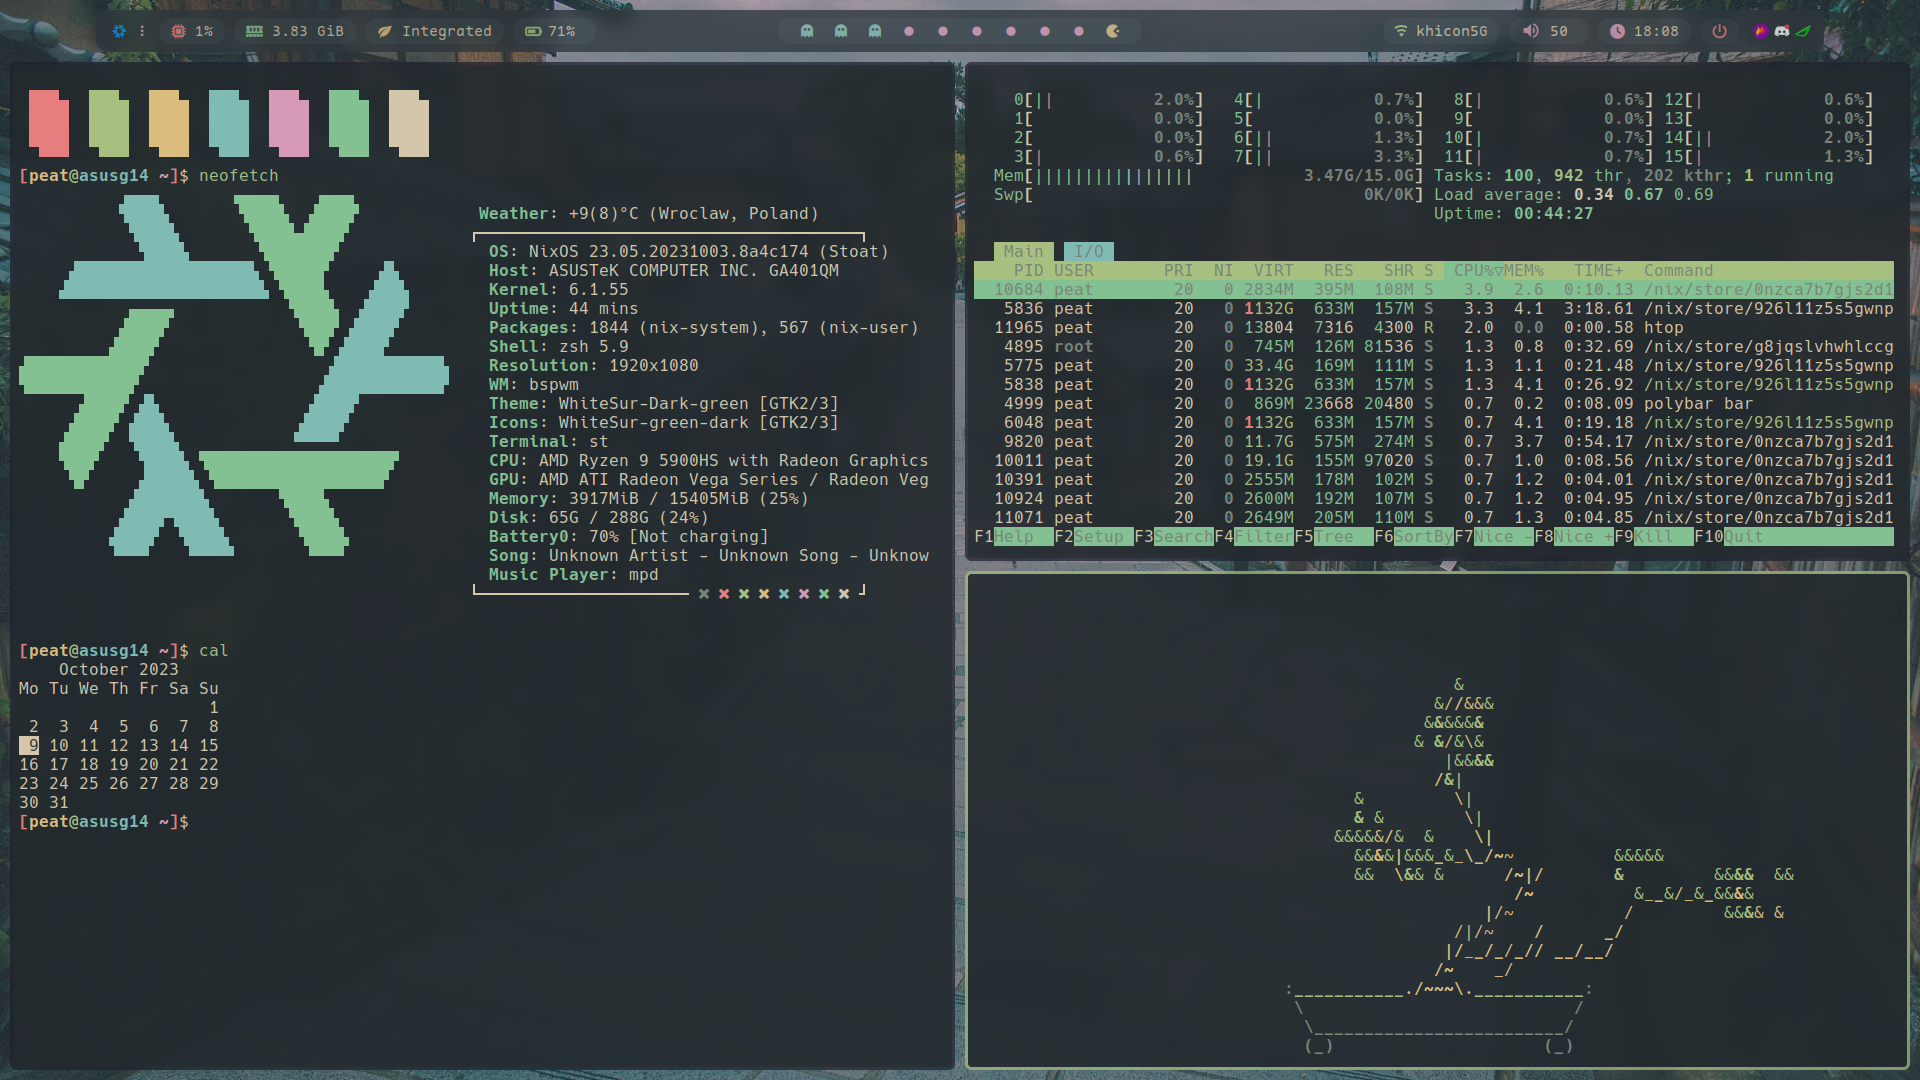 1% 3.83 GiB Integrated 71% khicon5G 50 18:08
[peat@asusg14 ~]$ neofetch
Weather: +9(8)°C (Wroclaw, Poland)
OS: NixOS 23.05.20231003.8a4c174 (Stoat)
Host: ASUSTeK COMPUTER INC. GA401QM
Kernel: 6.1.55
Uptime: 44 mins
Packages: 1844 (nix-system), 567 (nix-user)
Shell: zsh 5.9
Resolution: 1920x1080
WM: bspwm
Theme: WhiteSur-Dark-green [GTK2/3]
Icons: WhiteSur-green-dark [GTK2/3]
Terminal: st
CPU: AMD Ryzen 9 5900HS with Radeon Graphics
GPU: AMD ATI Radeon Vega Series / Radeon Veg
Memory: 3917MiB / 15405MiB (25%)
Disk: 65G / 288G (24%)
Battery0: 70% [Not charging]
Song: Unknown Artist - Unknown Song - Unknow
Music Player: mpd
[peat@asusg14 ~]$ cal
October 2023
Mo Tu We Th Fr Sa Su
1
2 3 4 5 6 7 8
9 10 11 12 13 14 15
16 17 18 19 20 21 22
23 24 25 26 27 28 29
30 31
[peat@asusg14 ~]$
0[|| 2.0%] 4[| 0.7%] 8[| 0.6%] 12[| 0.6%]
1[ 0.0%] 5[ 0.0%] 9[ 0.0%] 13[ 0.0%]
2[ 0.0%] 6[|| 1.3%] 10[| 0.7%] 14[|| 2.0%]
3[| 0.6%] 7[|| 3.3%] 11[| 0.7%] 15[| 1.3%]
Mem[|||||||||||||||| 3.47G/15.0G] Tasks: 100, 942 thr, 202 kthr; 1 running
Swp[ 0K/0K] Load average: 0.34 0.67 0.69
Uptime: 00:44:27
Main I/O
PID USER PRI NI VIRT RES SHR S CPU%▽MEM% TIME+ Command
10684 peat 20 0 2834M 395M 108M S 3.9 2.6 0:10.13 /nix/store/0nzca7b7gjs2d1
5836 peat 20 0 1132G 633M 157M S 3.3 4.1 3:18.61 /nix/store/926l11z5s5gwnp
11965 peat 20 0 13804 7316 4300 R 2.0 0.0 0:00.58 htop
4895 root 20 0 745M 126M 81536 S 1.3 0.8 0:32.69 /nix/store/g8jqslvhwhlccg
5775 peat 20 0 33.4G 169M 111M S 1.3 1.1 0:21.48 /nix/store/926l11z5s5gwnp
5838 peat 20 0 1132G 633M 157M S 1.3 4.1 0:26.92 /nix/store/926l11z5s5gwnp
4999 peat 20 0 869M 23668 20480 S 0.7 0.2 0:08.09 polybar bar
6048 peat 20 0 1132G 633M 157M S 0.7 4.1 0:19.18 /nix/store/926l11z5s5gwnp
9820 peat 20 0 11.7G 575M 274M S 0.7 3.7 0:54.17 /nix/store/0nzca7b7gjs2d1
10011 peat 20 0 19.1G 155M 97020 S 0.7 1.0 0:08.56 /nix/store/0nzca7b7gjs2d1
10391 peat 20 0 2555M 178M 102M S 0.7 1.2 0:04.01 /nix/store/0nzca7b7gjs2d1
10924 peat 20 0 2600M 192M 107M S 0.7 1.2 0:04.95 /nix/store/0nzca7b7gjs2d1
11071 peat 20 0 2649M 205M 110M S 0.7 1.3 0:04.85 /nix/store/0nzca7b7gjs2d1
F1Help F2Setup F3SearchF4FilterF5Tree F6SortByF7Nice -F8Nice +F9Kill F10Quit
&
&//&&&
&&&&&&
& &/&\&
|&&&&
/&|
& \|
& & \|
&&&&&/& & \|
&&&&|&&&_&_\_/~~ &&&&&
&& \&& & /~|/ & &&&& &&
/~ &__&/_&_&&&&
|/~ / &&&& &
/|/~ / _/
|/__/_/_// __/__/
/~ _/
:___________./~~~\.___________:
\ /
\_________________________/
(_) (_)